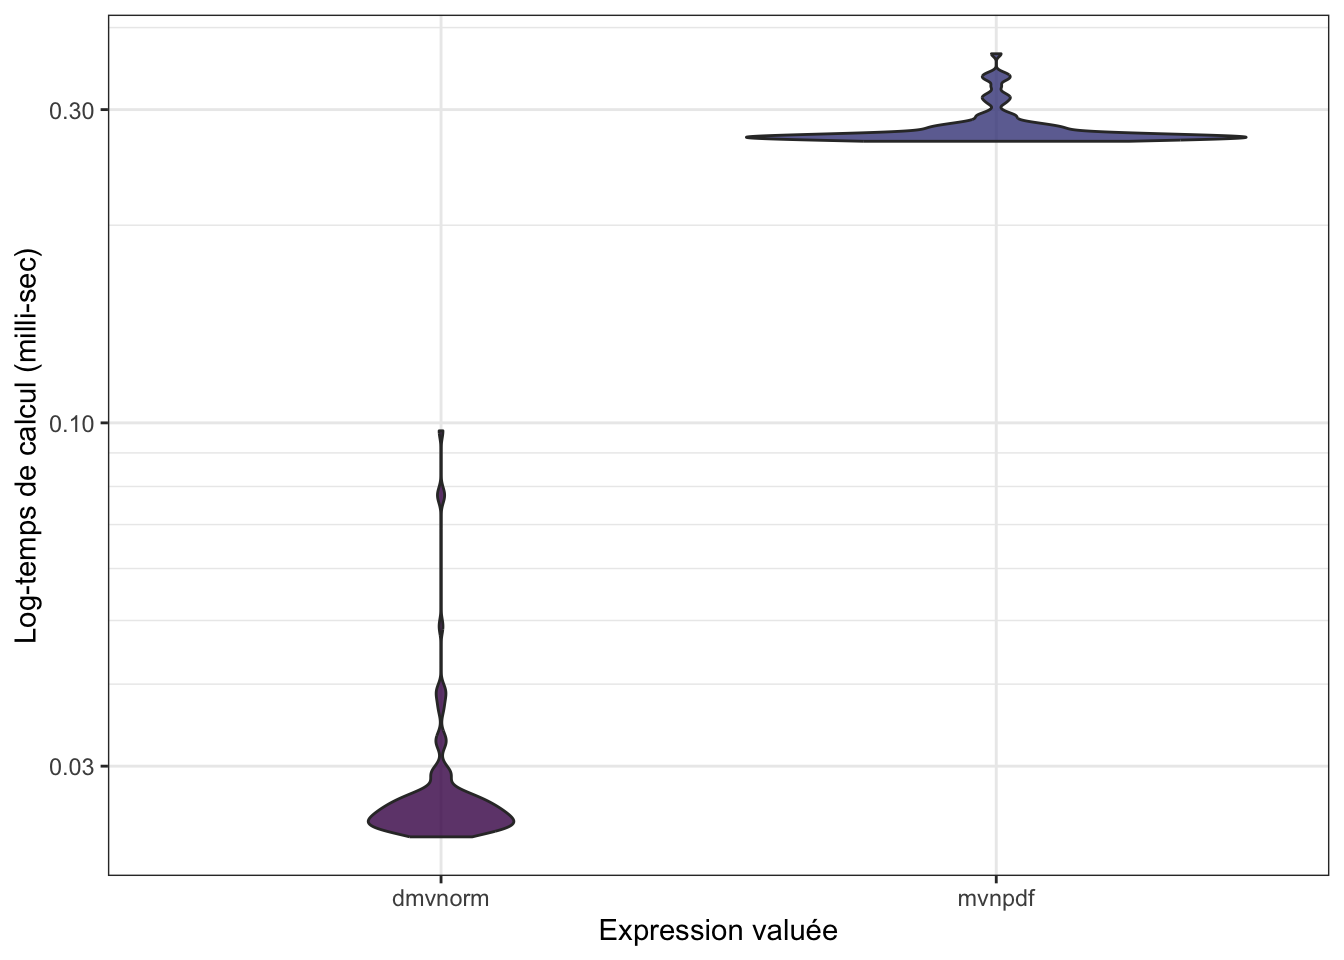 0.30
0.10
0.03
Log-temps de calcul (milli-sec)
dmvnorm
mvnpdf
Expression valuée